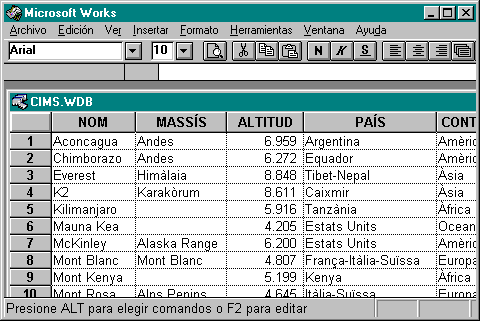 Microsoft Works
Archivo Edición Ver Insertar Formato Herramientas Ventana Ayuda
Arial 10 N K S
CIMS.WDB
NOM MASSÍS ALTITUD PAÍS CONT
1 Aconcagua Andes 6.959 Argentina Amèric
2 Chimborazo Andes 6.272 Equador Amèric
3 Everest Himàlaia 8.848 Tibet-Nepal Àsia
4 K2 Karakòrum 8.611 Caixmir Àsia
5 Kilimanjaro 5.916 Tanzània Àfrica
6 Mauna Kea 4.205 Estats Units Ocean
7 McKinley Alaska Range 6.200 Estats Units Amèric
8 Mont Blanc Mont Blanc 4.807 França-Itàlia-Suïssa Europa
9 Mont Kenya 5.199 Kenya Àfrica
10 Mont Rosa Alps Penins 4.645 Itàlia-Suïssa Europa
Presione ALT para elegir comandos o F2 para editar